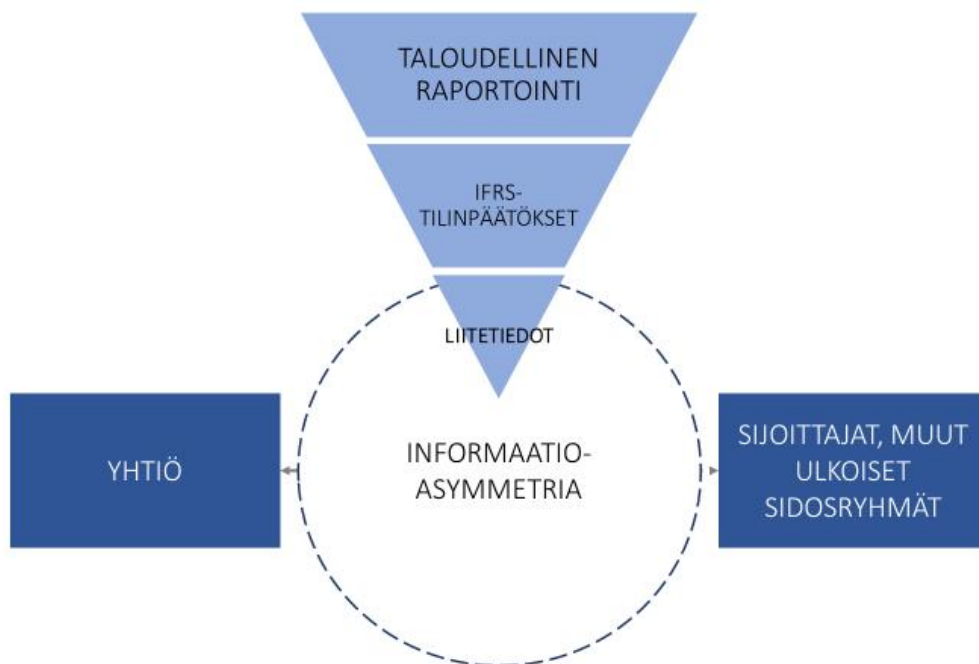 TALOUDELLINEN
RAPORTOINTI
IFRS-
TILINPÄÄTÖKSET
LIITETIEDOT
YHTIÖ
INFORMAATIO-
ASYMMETRIA
SIJOITTAJAT, MUUT
ULKOISET
SIDOSRYHMÄT